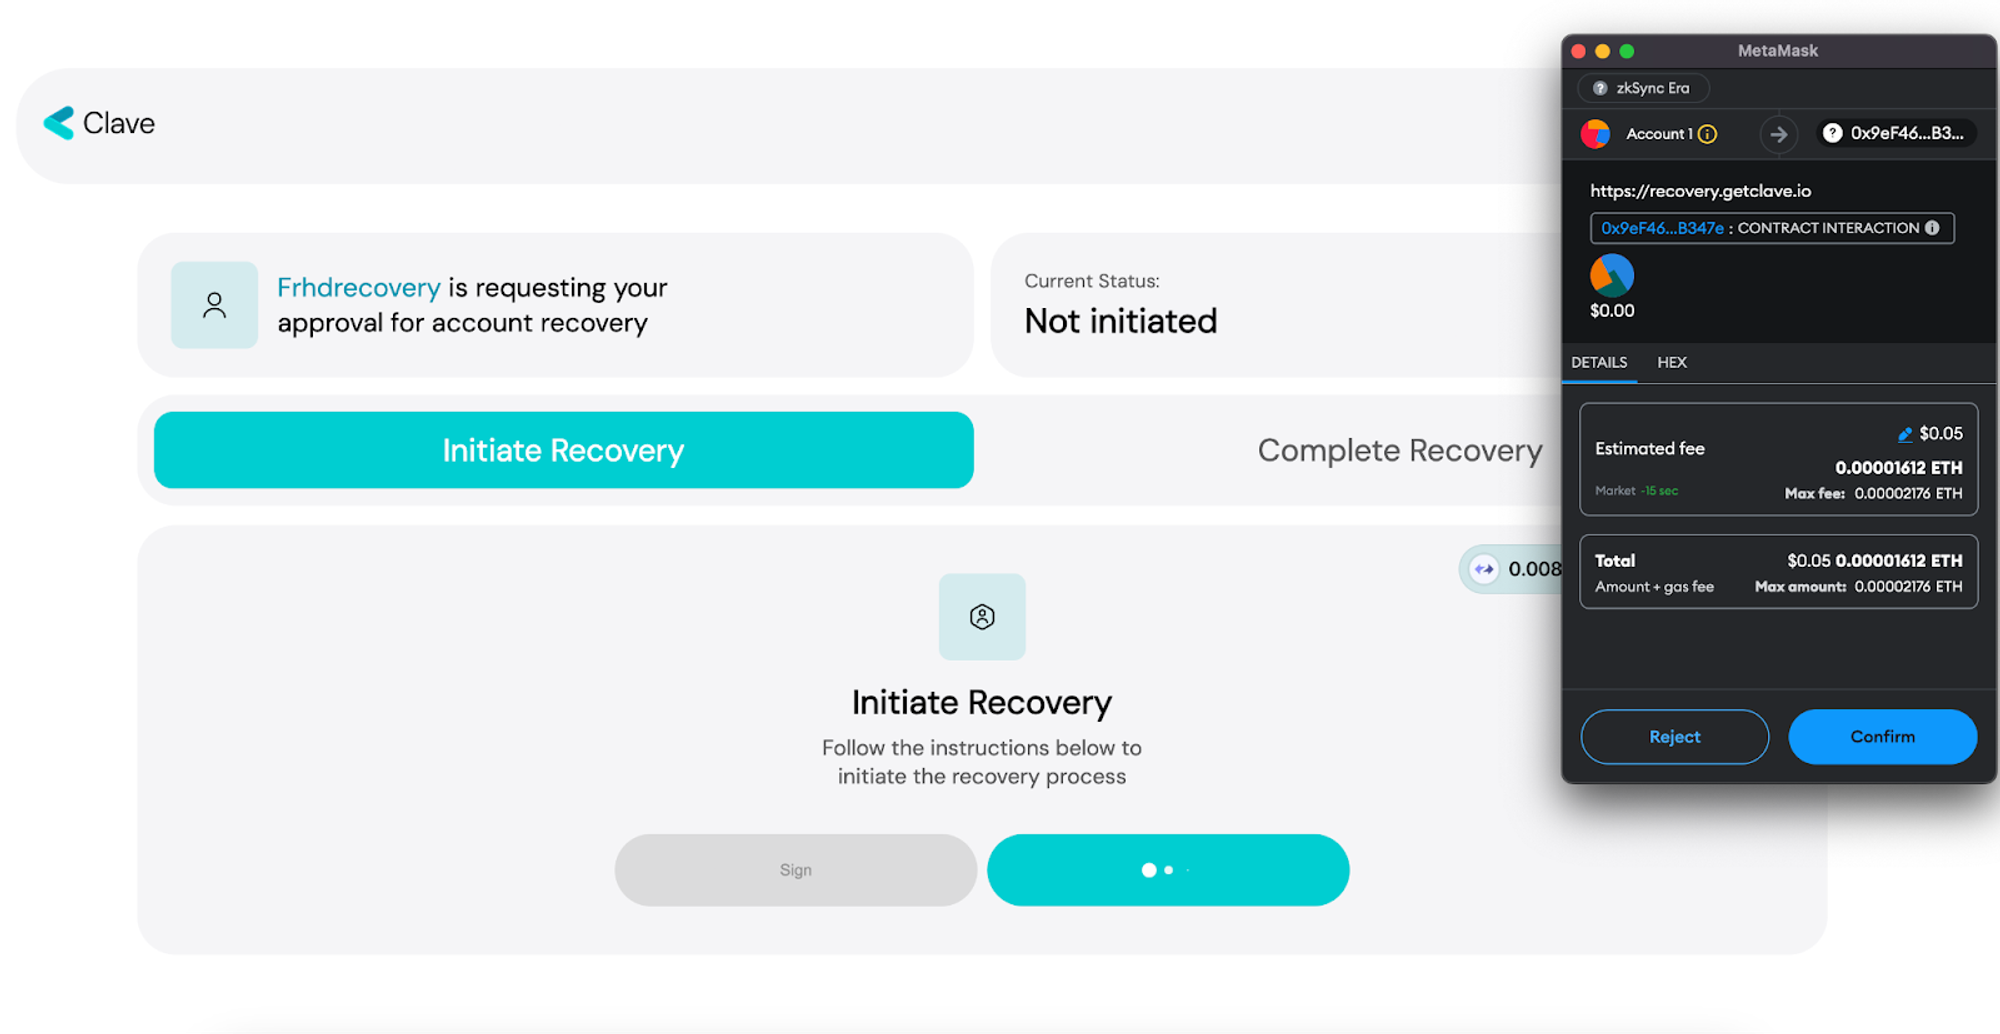 Clave
Frhdrecovery is requesting your
approval for account recovery
Current Status:
Not initiated
Initiate Recovery
Complete Recovery
0.008
Initiate Recovery
Follow the instructions below to
initiate the recovery process
Sign
MetaMask
? zkSync Era
Account 1
? 0x9eF46...B3...
https://recovery.getclave.io
0x9eF46...B347e : CONTRACT INTERACTION
$0.00
DETAILS HEX
$0.05
Estimated fee
0.00001612 ETH
Market ~15 sec
Max fee: 0.00002176 ETH
Total $0.05 0.00001612 ETH
Amount + gas fee Max amount: 0.00002176 ETH
Reject Confirm